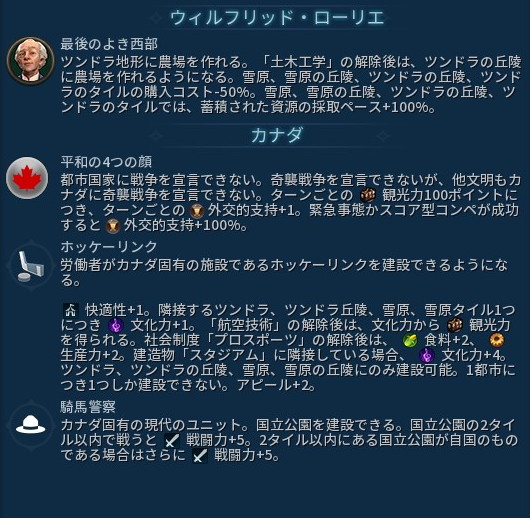 ウィルフリッド・ローリエ
最後のよき西部
ツンドラ地形に農場を作れる。「土木工学」の解除後は、ツンドラの丘陵
に農場を作れるようになる。雪原、雪原の丘陵、ツンドラの丘陵、ツンド
ラのタイルの購入コスト-50%。雪原、雪原の丘陵、ツンドラの丘陵、ツ
ンドラのタイルでは、蓄積された資源の採取ペース+100%。
カナダ
平和の4つの顔
都市国家に戦争を宣言できない。奇襲戦争を宣言できないが、他文明もカ
ナダに奇襲戦争を宣言できない。ターンごとの 観光力100ポイントに
つき、ターンごとの 外交的支持+1。緊急事態かスコア型コンペが成功
すると 外交的支持+100%。
ホッケーリンク
労働者がカナダ固有の施設であるホッケーリンクを建設できるようにな
る。
快適性+1。隣接するツンドラ、ツンドラ丘陵、雪原、雪原タイル1つ
につき 文化力+1。「航空技術」の解除後は、文化力から 観光力
を得られる。社会制度「プロスポーツ」の解除後は、 食料+2、
生産力+2。建造物「スタジアム」に隣接している場合、 文化力+4。
ツンドラ、ツンドラの丘陵、雪原、雪原の丘陵にのみ建設可能。1都市に
つき1つしか建設できない。アピール+2。
騎馬警察
カナダ固有の現代のユニット。国立公園を建設できる。国立公園の2タイ
ル以内で戦うと 戦闘力+5。2タイル以内にある国立公園が自国のもの
である場合はさらに 戦闘力+5。